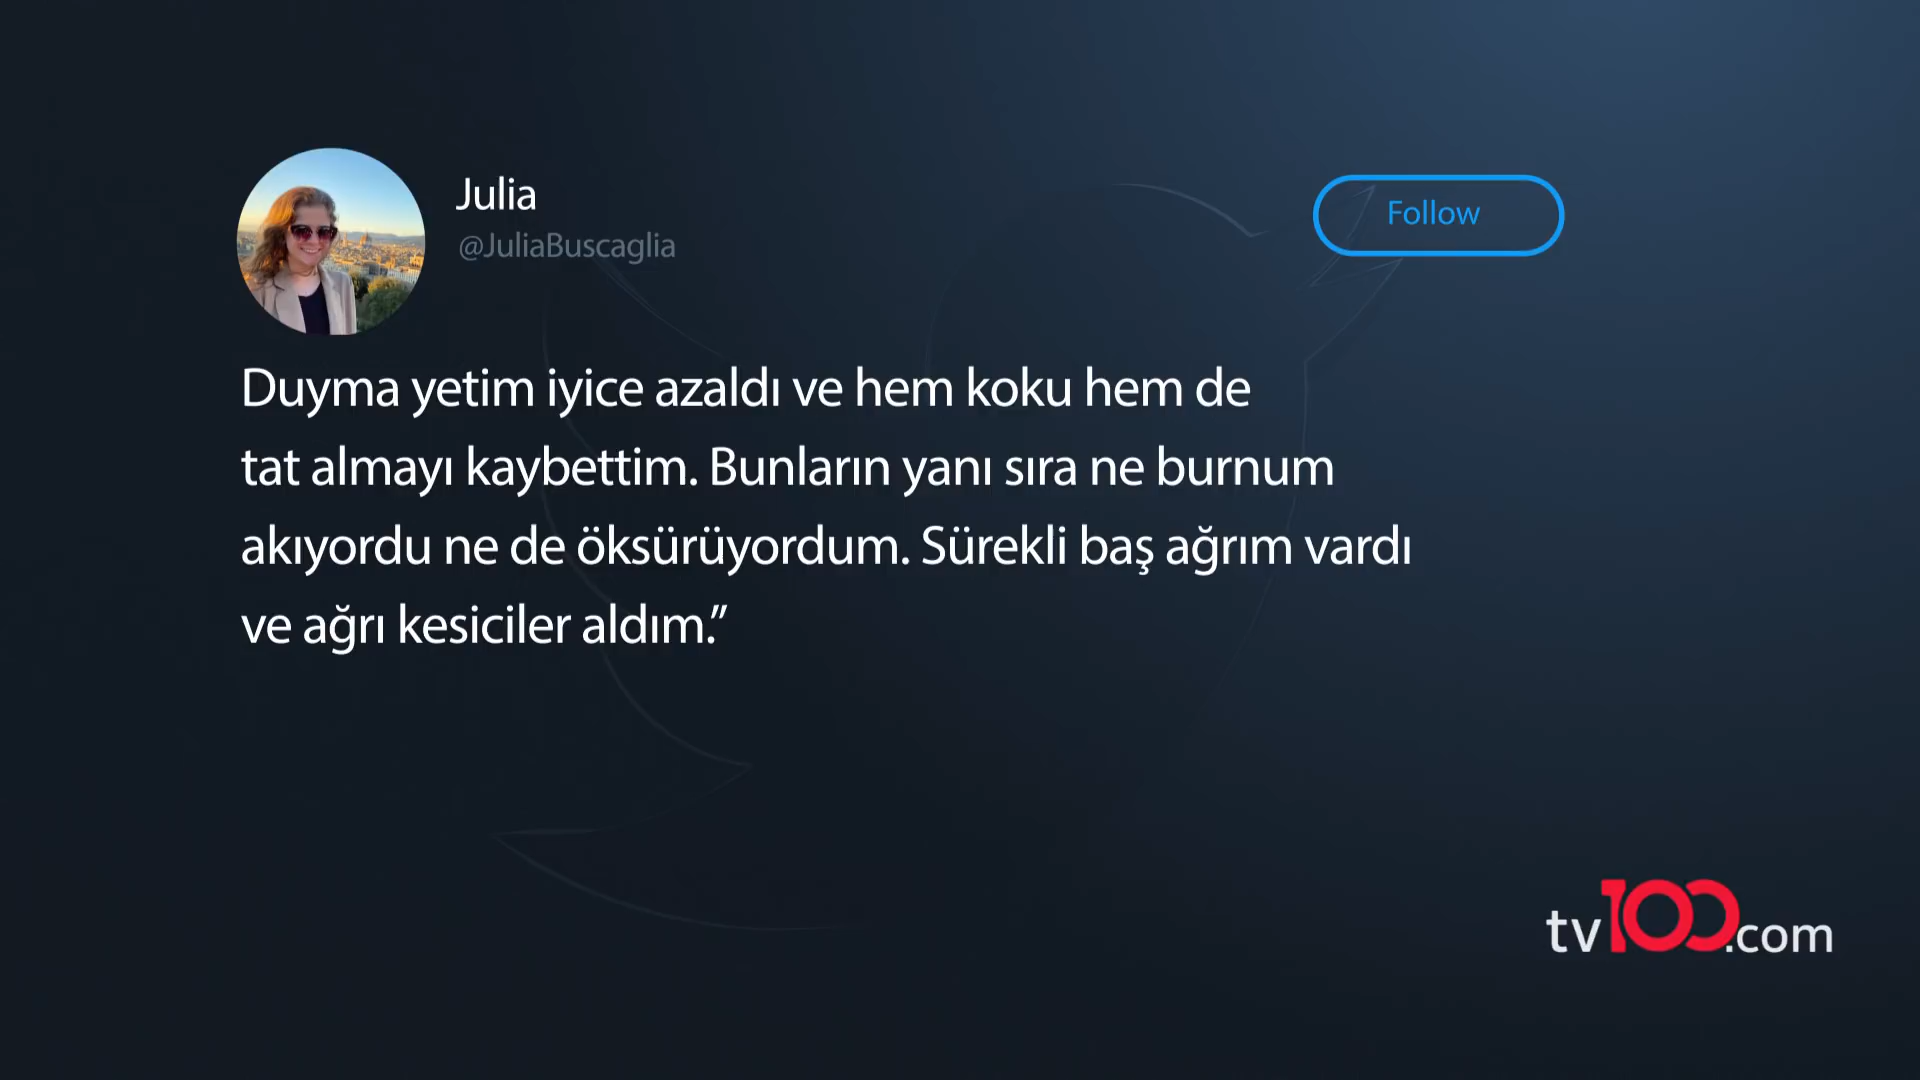 Julia
@JuliaBuscaglia
Follow
Duyma yetim iyice azaldı ve hem koku hem de
tat almayı kaybettim. Bunların yanı sıra ne burnum
akıyordu ne de öksürüyordum. Sürekli baş ağrım vardı
ve ağrı kesiciler aldım.”
tv100.com